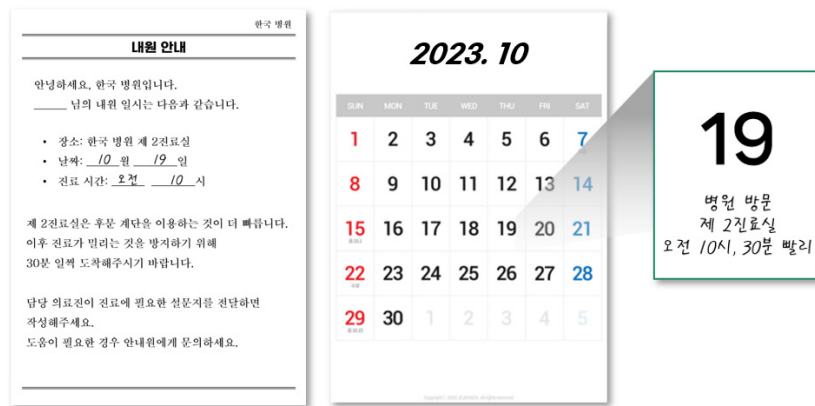 한국 병원
내원 안내
안녕하세요, 한국 병원입니다.
______ 님의 내원 일시는 다음과 같습니다.
• 장소: 한국 병원 제 2진료실
• 날짜: 10 월 19 일
• 진료 시간: 오전 10 시
제 2진료실은 후문 계단을 이용하는 것이 더 빠릅니다.
이후 진료가 밀리는 것을 방지하기 위해
30분 일찍 도착해주시기 바랍니다.
담당 의료진이 진료에 필요한 설문지를 전달하면
작성해주세요.
도움이 필요한 경우 안내원에게 문의하세요.
2023. 10
SUN MON TUE WED THU FRI SAT
1 2 3 4 5 6 7
8 9 10 11 12 13 14
15 16 17 18 19 20 21
22 23 24 25 26 27 28
29 30 1 2 3 4 5
19
병원 방문
제 2진료실
오전 10시, 30분 빨리